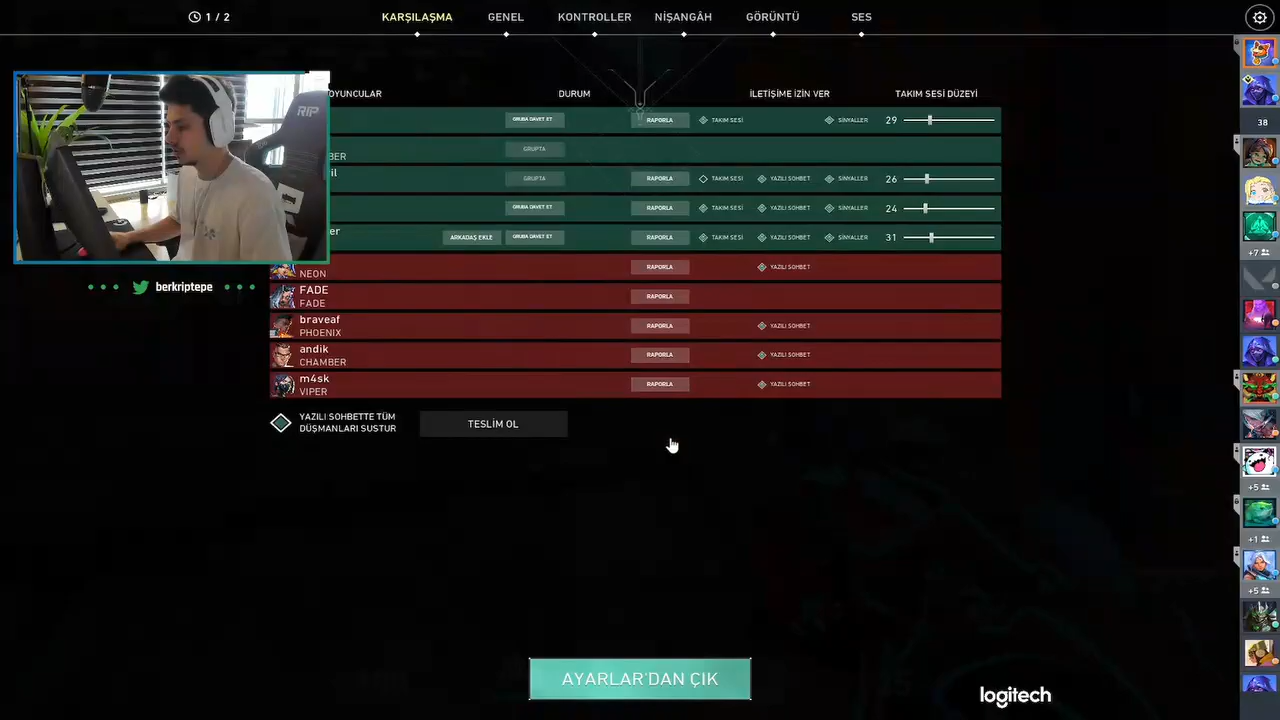 1 / 2
KARŞILAŞMA
GENEL
KONTROLLER
NİŞANGÂH
GÖRÜNTÜ
SES
OYUNCULAR
DURUM
İLETİŞİME İZİN VER
TAKIM SESİ DÜZEYİ
GRUBA DAVET ET
RAPORLA
TAKIM SESİ
SİNYALLER
29
BER
GRUPTA
il
GRUPTA
RAPORLA
TAKIM SESİ
YAZILI SOHBET
SİNYALLER
26
GRUBA DAVET ET
RAPORLA
TAKIM SESİ
YAZILI SOHBET
SİNYALLER
24
er
ARKADAŞ EKLE
GRUBA DAVET ET
RAPORLA
TAKIM SESİ
YAZILI SOHBET
SİNYALLER
31
NEON
RAPORLA
YAZILI SOHBET
FADE
FADE
RAPORLA
braveaf
PHOENIX
RAPORLA
YAZILI SOHBET
andik
CHAMBER
RAPORLA
YAZILI SOHBET
m4sk
VIPER
RAPORLA
YAZILI SOHBET
YAZILI SOHBETTE TÜM
DÜŞMANLARI SUSTUR
TESLİM OL
AYARLAR'DAN ÇIK
berkriptepe
RIP
logitech
38
+7
+5
+1
+5